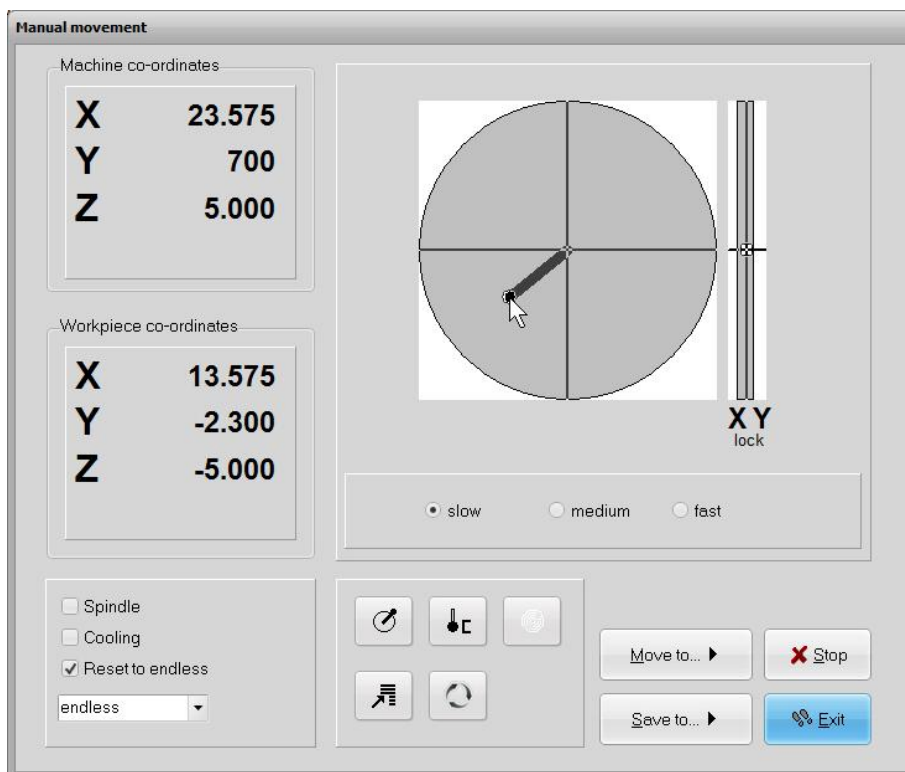 Manual movement
Machine co-ordinates
X 23.575
Y 700
Z 5.000
Workpiece co-ordinates
X 13.575
Y -2.300
Z -5.000
X Y
lock
slow medium fast
Spindle
Cooling
Reset to endless
endless
C
Move to...
Stop
Save to...
Exit